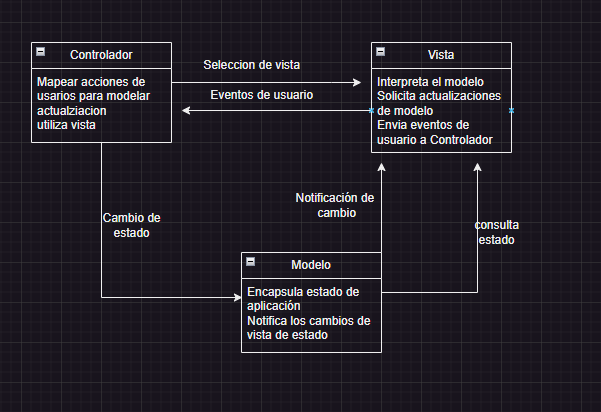 Controlador
Mapear acciones de
usarios para modelar
actualziacion
utiliza vista
Seleccion de vista
Eventos de usuario
Vista
Interpreta el modelo
Solicita actualizaciones
de modelo
Envia eventos de
usuario a Controlador
Cambio de
estado
Notificación de
cambio
consulta
estado
Modelo
Encapsula estado de
aplicación
Notifica los cambios de
vista de estado